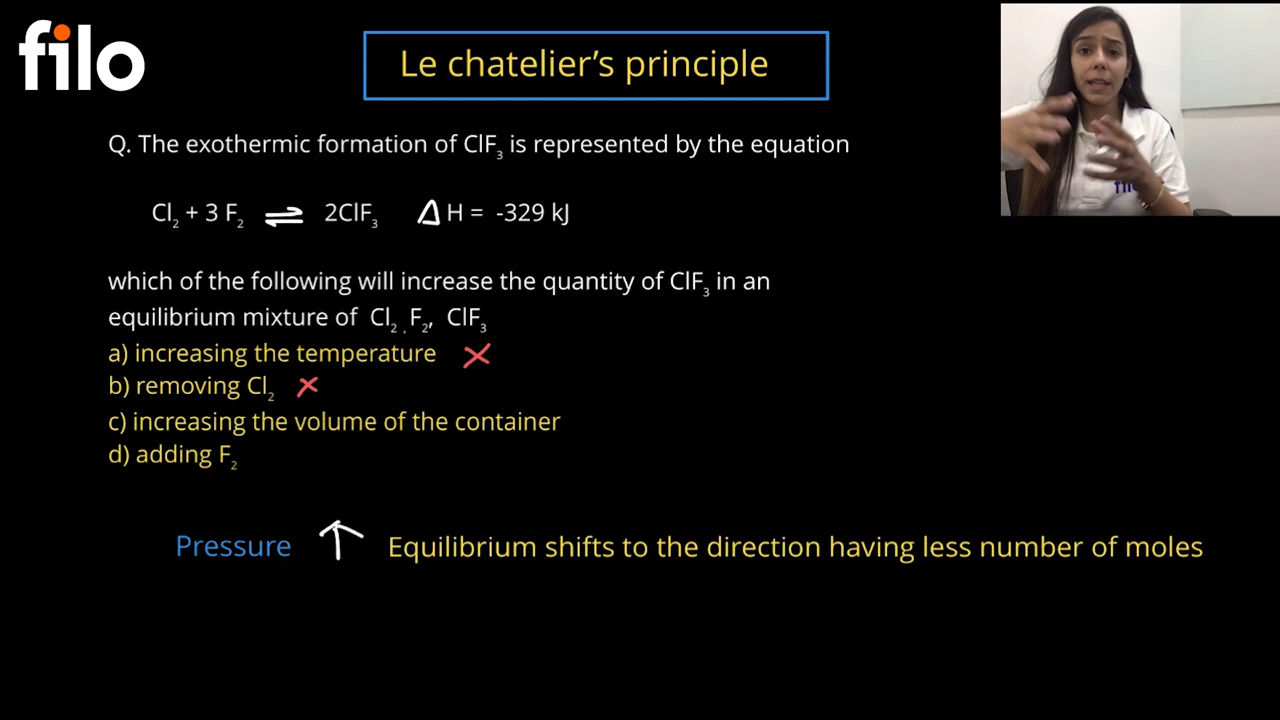 filo
Le chatelier's principle
Q. The exothermic formation of ClF₃ is represented by the equation
Cl₂ + 3 F₂ ⇌ 2ClF₃ Δ H = -329 kJ
which of the following will increase the quantity of ClF₃ in an
equilibrium mixture of Cl₂ , F₂, ClF₃
a) increasing the temperature ✗
b) removing Cl₂ ✗
c) increasing the volume of the container
d) adding F₂
Pressure ↑ Equilibrium shifts to the direction having less number of moles
filo